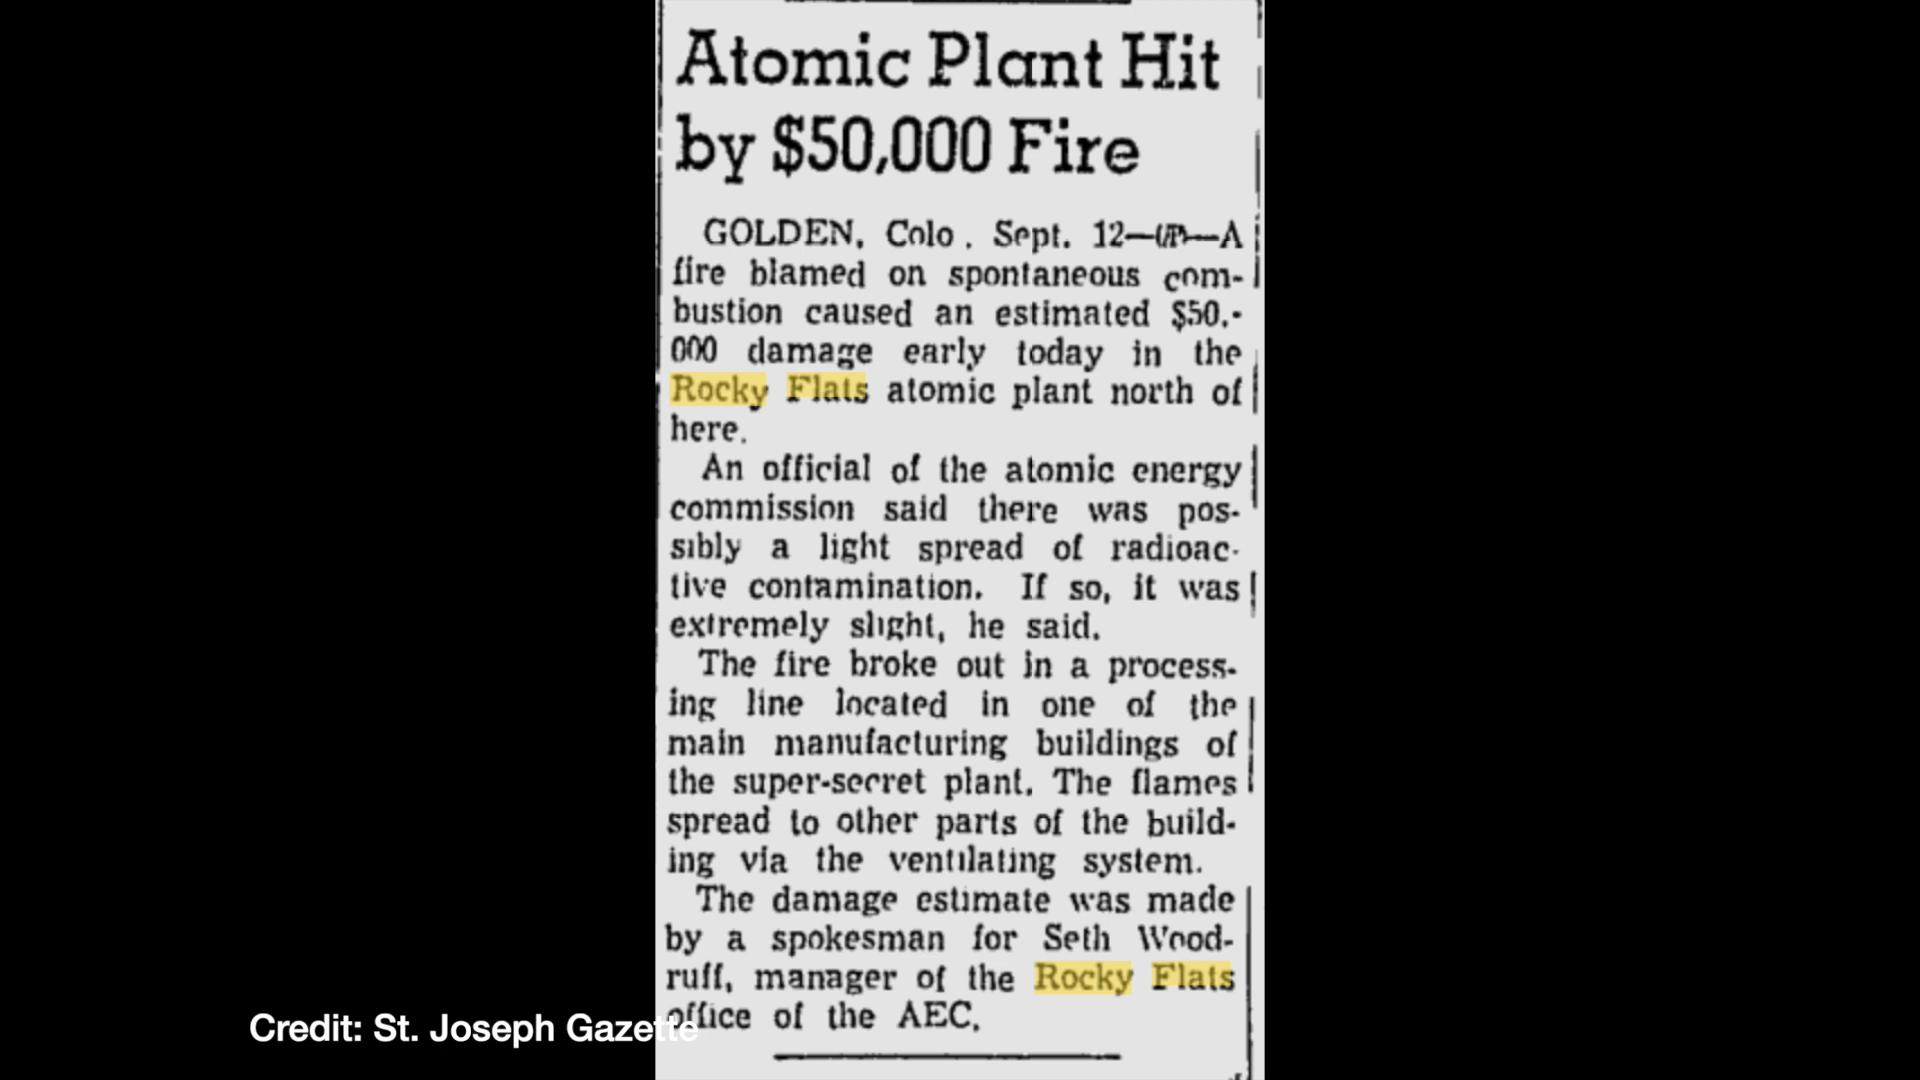 Atomic Plant Hit
by $50,000 Fire
GOLDEN, Colo. Sept. 12—(AP)—A
fire blamed on spontaneous com-
bustion caused an estimated $50,-
000 damage early today in the
Rocky Flats atomic plant north of
here.
An official of the atomic energy
commission said there was pos-
sibly a light spread of radioac-
tive contamination. If so, it was
extremely slight, he said.
The fire broke out in a process-
ing line located in one of the
main manufacturing buildings of
the super-secret plant. The flames
spread to other parts of the build-
ing via the ventilating system.
The damage estimate was made
by a spokesman for Seth Wood-
ruff, manager of the Rocky Flats
office of the AEC.
Credit: St. Joseph Gazette